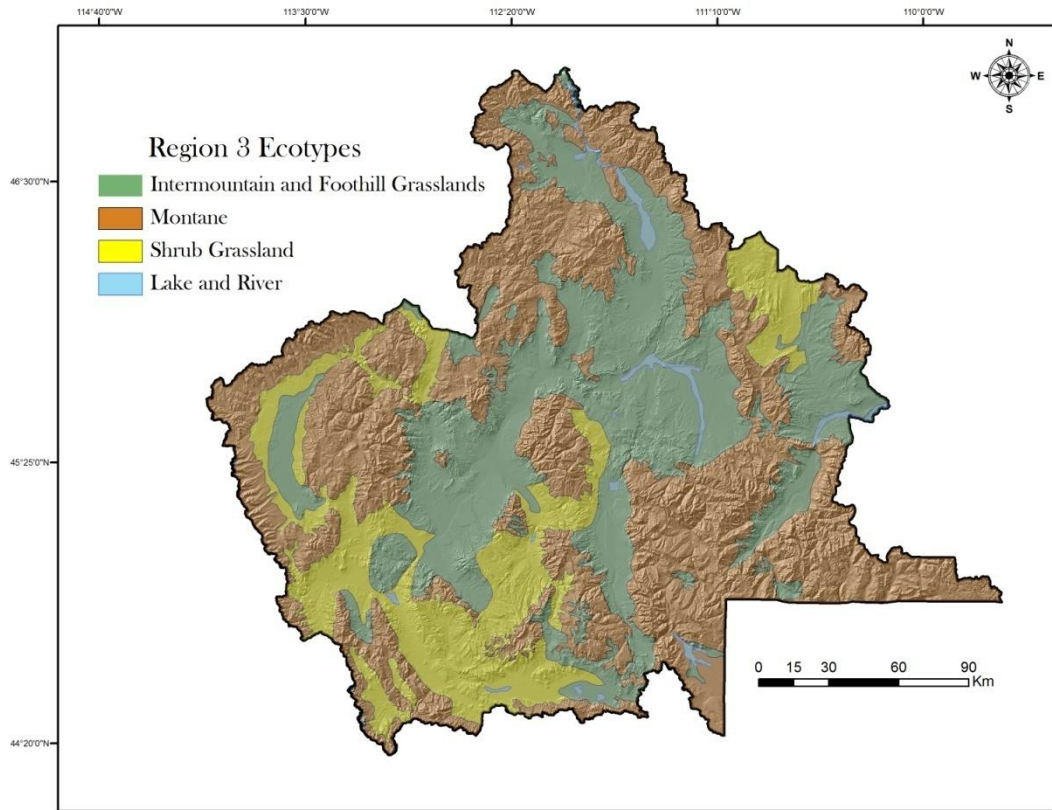 114°40'0"W 113°30'0"W 112°20'0"W 111°10'0"W 110°0'0"W
N
W E
S
Region 3 Ecotypes
46°30'0"N
Intermountain and Foothill Grasslands
Montane
Shrub Grassland
Lake and River
45°25'0"N
0 15 30 60 90
Km
44°20'0"N